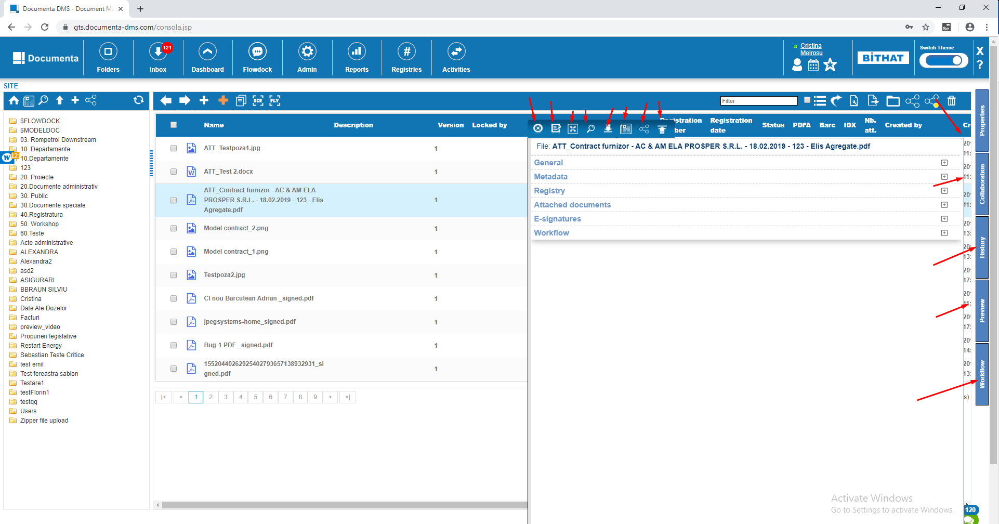 Documenta DMS - Document Ma
gts.documenta-dms.com/consola.jsp
Se
Documenta
Folders
121
Inbox
Dashboard
Flowdock
Admin
Reports
#
Registries
Activities
Cristina
Meirosu
BITHAT
Switch Theme
X
?
SITE
OCR
FLY
Filter
$FLOWDOCK
$MODELDOC
03. Rompetrol Downstream
10. Departamente
10.Departamente
123
20. Proiecte
20.Documente administrativ
30. Public
30.Documente speciale
40.Registratura
50. Workshop
60.Teste
Acte administrative
ALEXANDRA
Alexandra2
asd2
ASIGURARI
BBRAUN SILVIU
Cristina
Date Ale Dozelor
Facturi
preview_video
Propuneri legislative
Restart Energy
Sebastian Teste Critice
test emil
Test fereastra sablon
Testare1
testFlorin1
testqq
Users
Zipper file upload
W
121
Name Description Version Locked by
Registration
date
Status PDFA Barc IDX
Nb.
att.
Created by
Cr
ATT_Testpoza1.jpg 1
ATT_Test 2.docx 1
ATT_Contract furnizor - AC & AM ELA
PROSPER S.R.L. - 18.02.2019 - 123 - Elis 1
Agregate.pdf
Model contract_2.png 1
Model contract_1.png 1
Testpoza2.jpg 1
CI nou Barcutean Adrian _signed.pdf 1
jpegsystems-home_signed.pdf 1
Bug-1 PDF _signed.pdf 1
15520440262925402793657138932931_si
gned.pdf 1
|< < 1 2 3 4 5 6 7 8 9 > >|
File: ATT_Contract furnizor - AC & AM ELA PROSPER S.R.L. - 18.02.2019 - 123 - Elis Agregate.pdf
General
Metadata
Registry
Attached documents
E-signatures
Workflow
Properties
Collaboration
History
Preview
Workflow
s)
Activate Windows
Go to Settings to activate Windows.
120